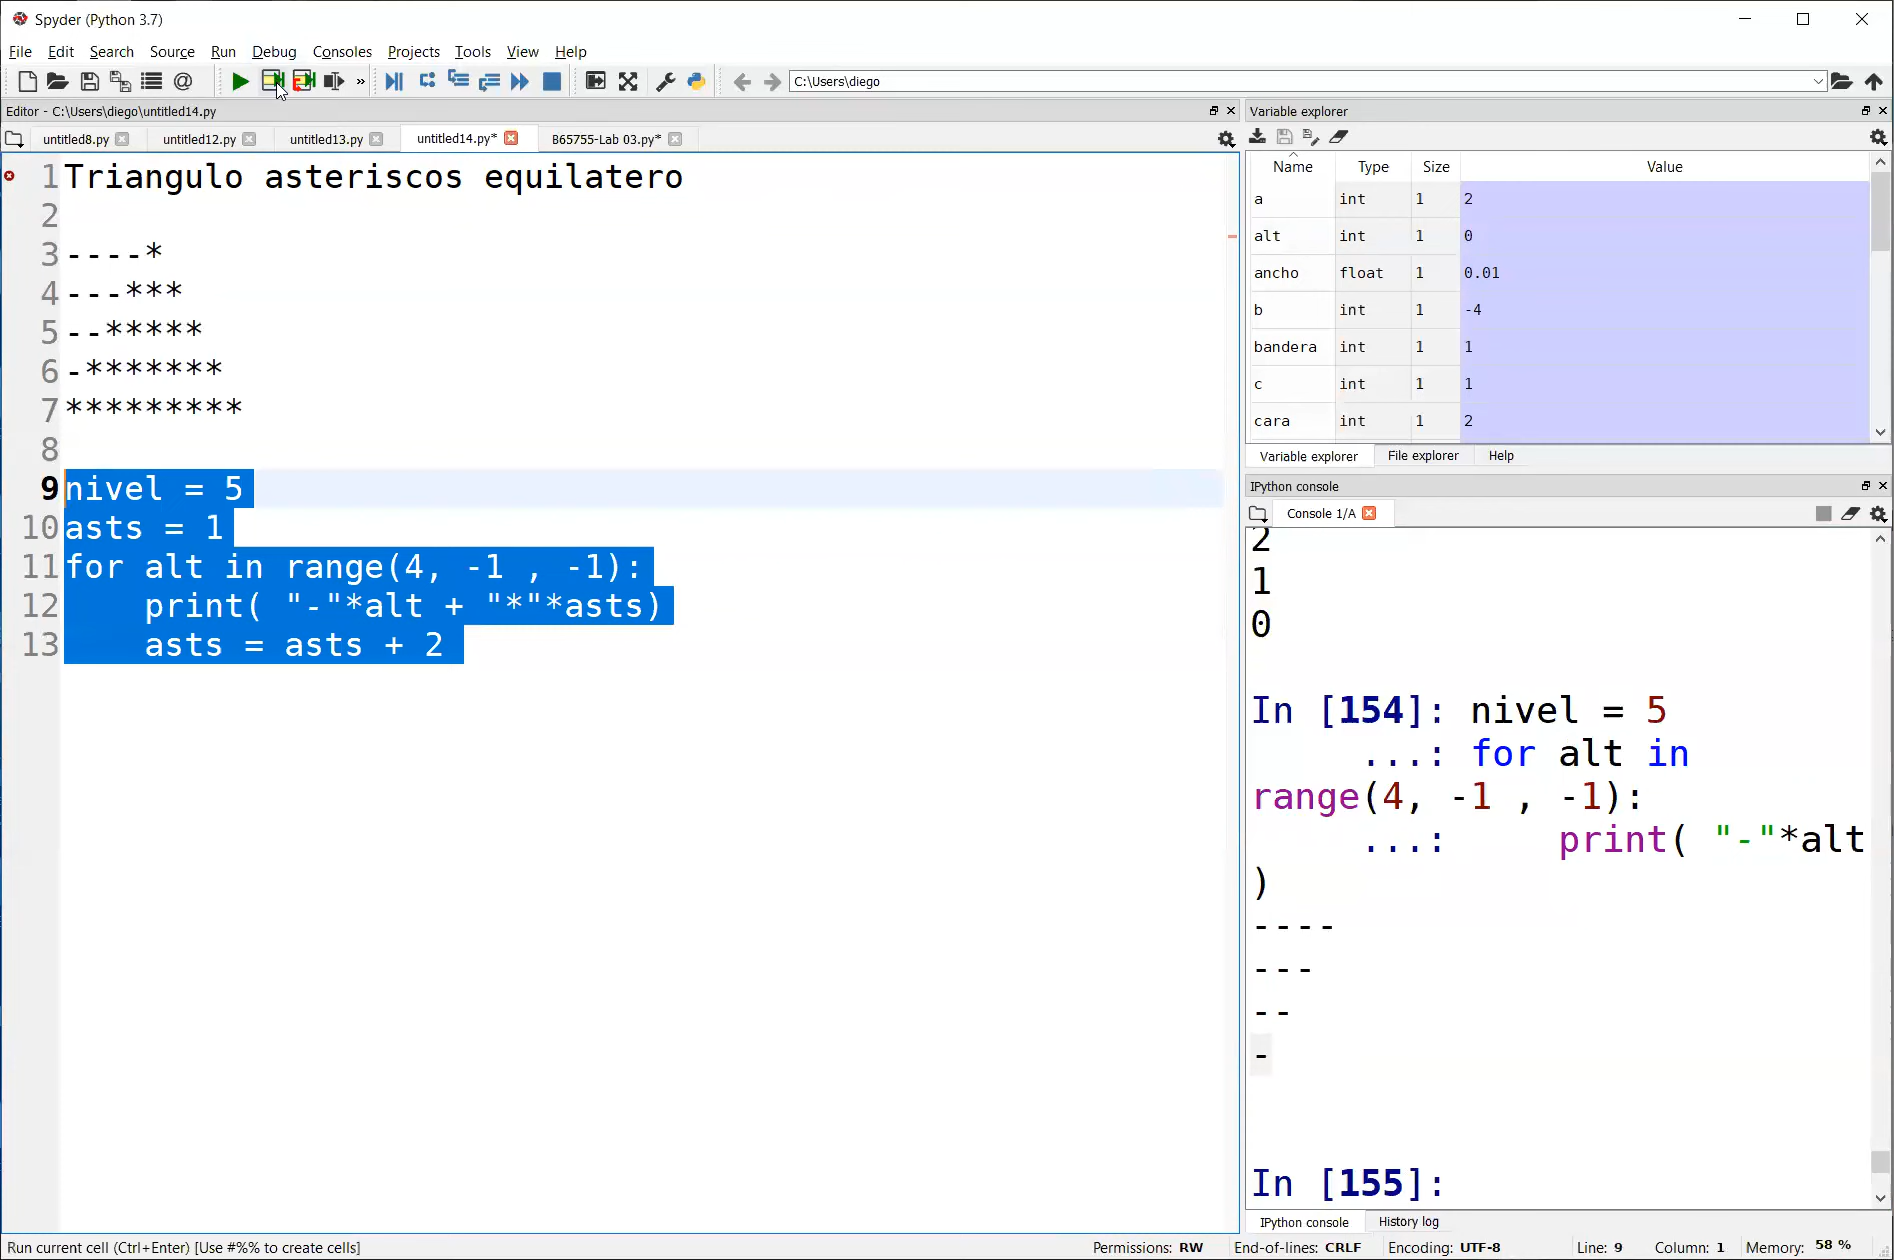 Spyder (Python 3.7)
File Edit Search Source Run Debug Consoles Projects Tools View Help
@ » C:\Users\diego
Editor - C:\Users\diego\untitled14.py
untitled8.py untitled12.py untitled13.py untitled14.py* B65755-Lab 03.py*
1 Triangulo asteriscos equilatero
2
3 ----*
4 ---***
5 --*****
6 -*******
7 *********
8
9 nivel = 5
10 asts = 1
11 for alt in range(4, -1 , -1):
12     print( "-"*alt + "*"*asts)
13     asts = asts + 2
Variable explorer
Name Type Size Value
a int 1 2
alt int 1 0
ancho float 1 0.01
b int 1 -4
bandera int 1 1
c int 1 1
cara int 1 2
Variable explorer File explorer Help
IPython console
Console 1/A
2
1
0
In [154]: nivel = 5
...: for alt in
range(4, -1 , -1):
...:     print( "-"*alt
)
----
---
--
-
In [155]:
IPython console History log
Run current cell (Ctrl+Enter) [Use #%% to create cells] Permissions: RW End-of-lines: CRLF Encoding: UTF-8 Line: 9 Column: 1 Memory: 58 %